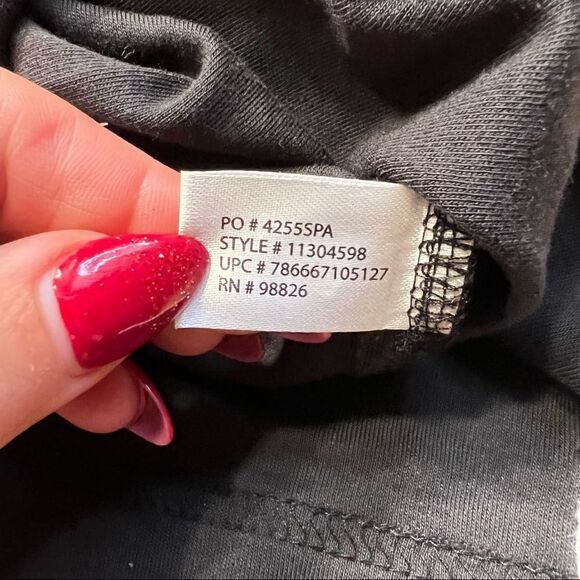 PO # 4255SPA
STYLE # 11304598
UPC # 786667105127
RN # 98826